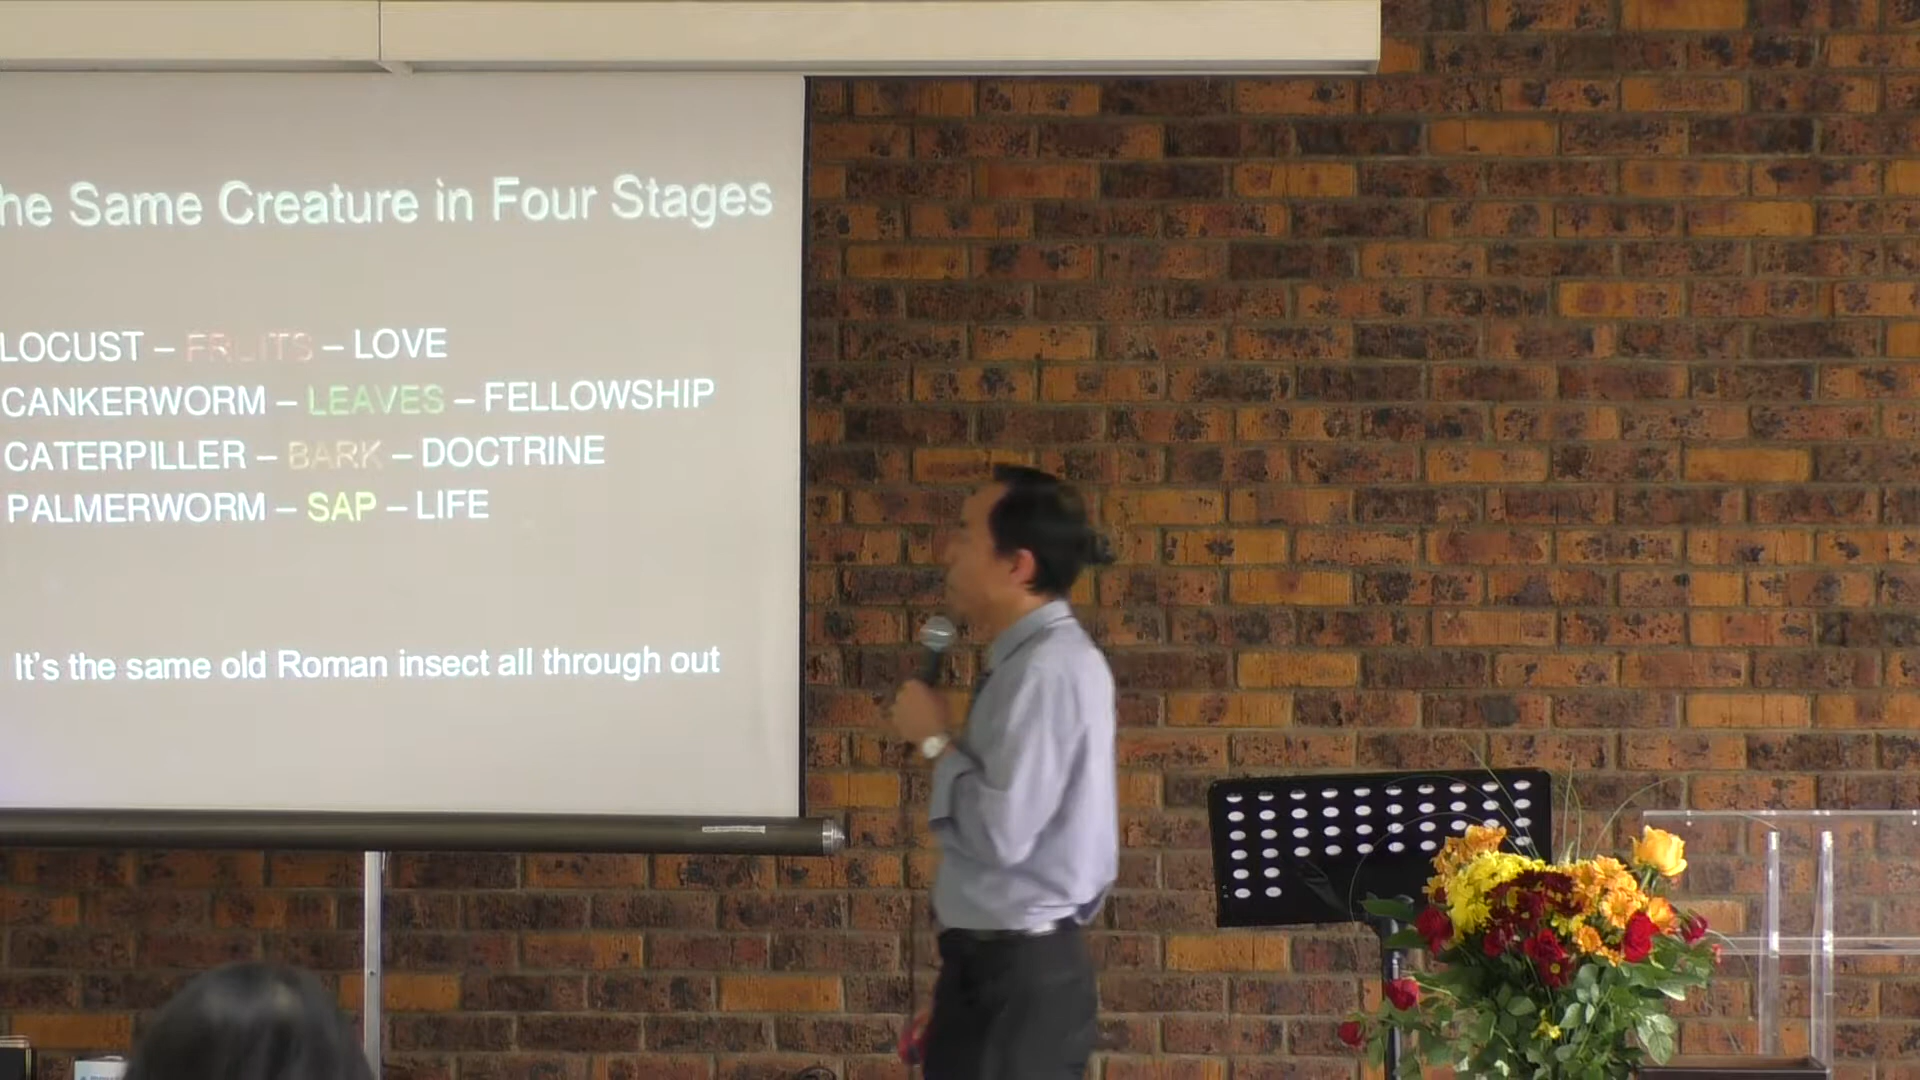 he Same Creature in Four Stages
LOCUST – FRUITS – LOVE
CANKERWORM – LEAVES – FELLOWSHIP
CATERPILLER – BARK – DOCTRINE
PALMERWORM – SAP – LIFE
It's the same old Roman insect all through out